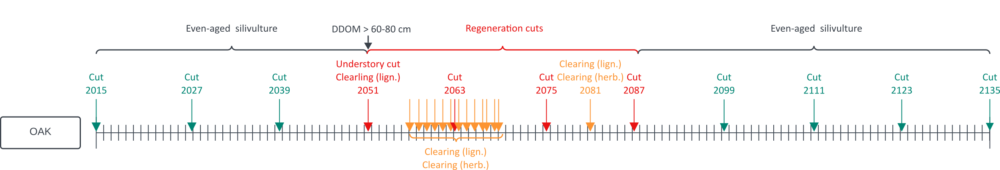 Even-aged silivulture
DDOM > 60-80 cm
Regeneration cuts
Even-aged silivulture
Understory cut
Clearling (lign.)
2051
Clearing (lign.)
Clearing (herb.)
2081
Cut
2015
Cut
2027
Cut
2039
Cut
2063
Cut
2075
Cut
2087
Cut
2099
Cut
2111
Cut
2123
Cut
2135
OAK
Clearing (lign.)
Clearing (herb.)